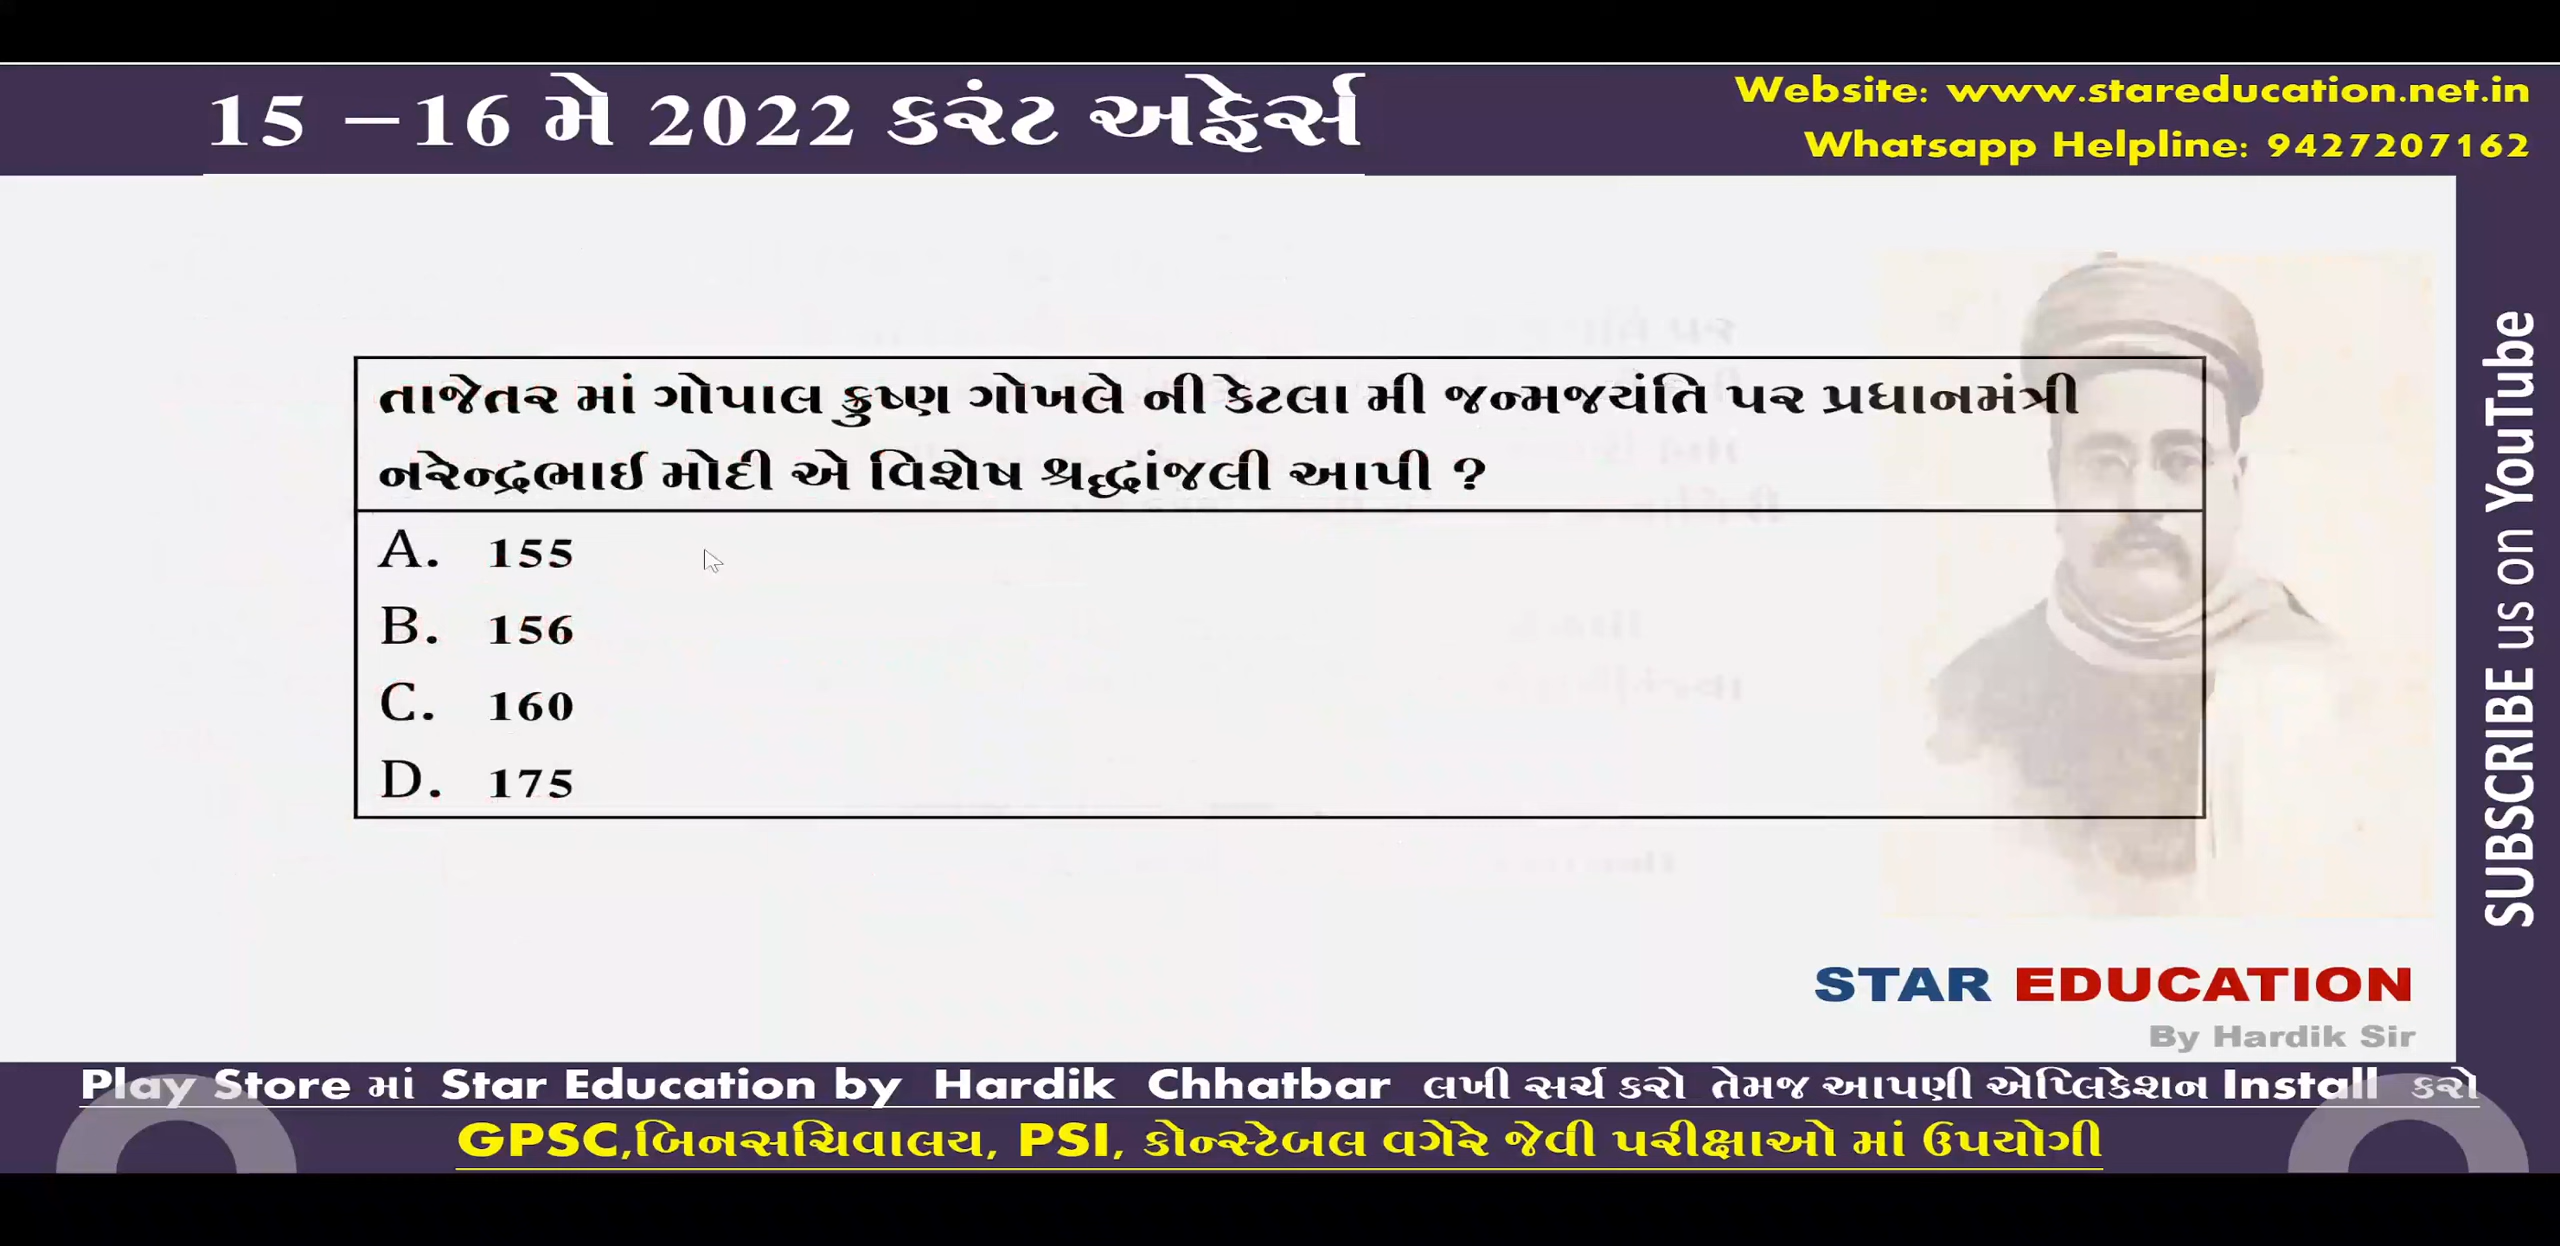 15 –16 મે 2022 કરંટ અફેર્સ
Website: www.stareducation.net.in
Whatsapp Helpline: 9427207162
તાજેતર માં ગોપાલ કુષ્ણ ગોખલે ની કેટલા મી જન્મજયંતિ પર પ્રધાનમંત્રી
નરેન્દ્રભાઈ મોદી એ વિશેષ શ્રદ્ધાંજલી આપી ?
A. 155
B. 156
C. 160
D. 175
SUBSCRIBE us on YouTube
STAR EDUCATION
By Hardik Sir
Play Store માં Star Education by Hardik Chhatbar લખી સર્ચ કરો તેમજ આપણી એપ્લિકેશન Install કરો
GPSC,બિનસચિવાલય, PSI, કોન્સ્ટેબલ વગેરે જેવી પરીક્ષાઓ માં ઉપયોગી